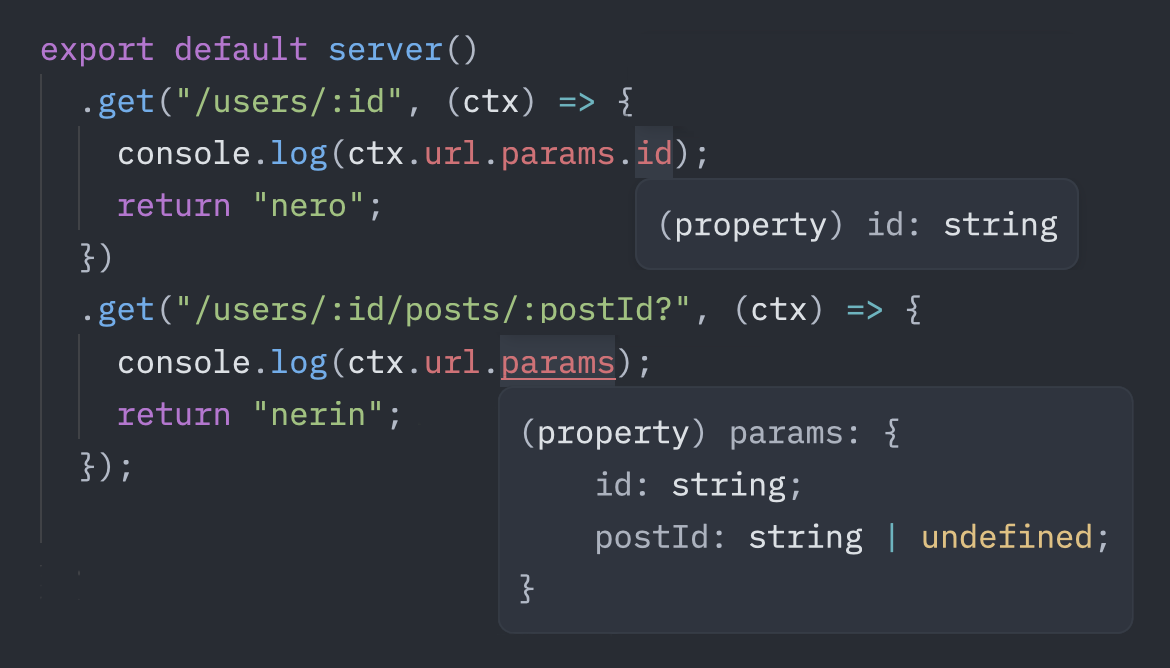 export default server()
.get("/users/:id", (ctx) => {
console.log(ctx.url.params.id);
(property) id: string
return "nero";
})
.get("/users/:id/posts/:postId?", (ctx) => {
console.log(ctx.url.params);
(property) params: {
id: string;
postId: string | undefined;
}
return "nerin";
});